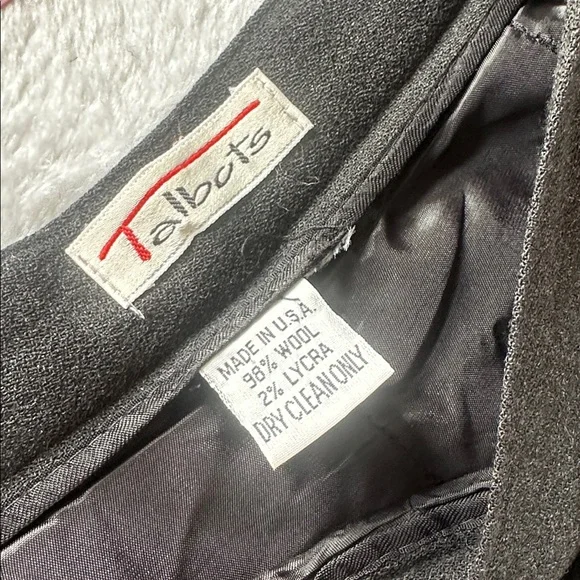 Talbots
MADE IN U.S.A.
98% WOOL
2% LYCRA
DRY CLEAN ONLY